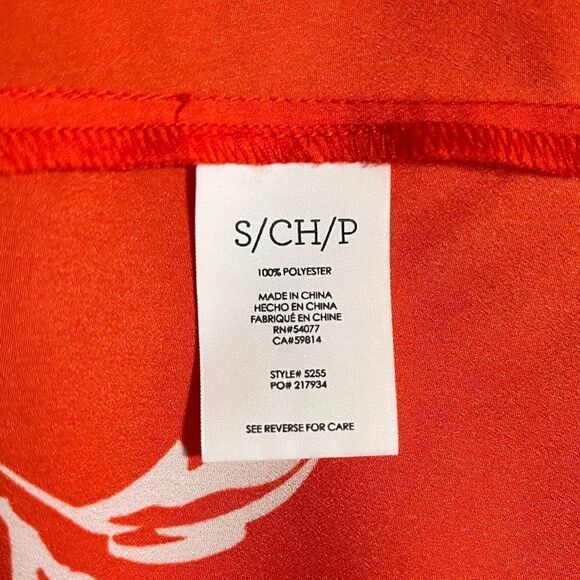 S/CH/P
100% POLYESTER
MADE IN CHINA
HECHO EN CHINA
FABRIQUÉ EN CHINE
RN#54077
CA#59814
STYLE# 5255
PO# 217934
SEE REVERSE FOR CARE